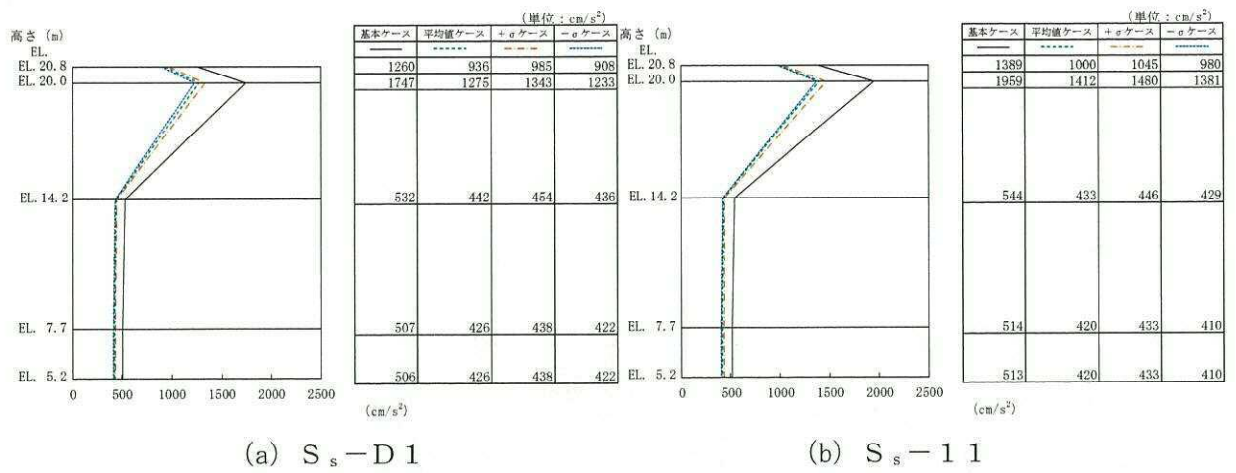 (単位：cm/s²)
高さ (m)
EL.
基本ケース 平均値ケース ＋σケース －σケース
EL. 20.8 1260 936 985 908
EL. 20.0 1747 1275 1343 1233
EL. 14.2 532 442 454 436
EL. 7.7 507 426 438 422
EL. 5.2 506 426 438 422
0 500 1000 1500 2000 2500
(cm/s²)
(a) Ss－D1
(単位：cm/s²)
高さ (m)
EL.
基本ケース 平均値ケース ＋σケース －σケース
EL. 20.8 1389 1000 1045 980
EL. 20.0 1959 1412 1480 1381
EL. 14.2 544 433 446 429
EL. 7.7 514 420 433 410
EL. 5.2 513 420 433 410
0 500 1000 1500 2000 2500
(cm/s²)
(b) Ss－11